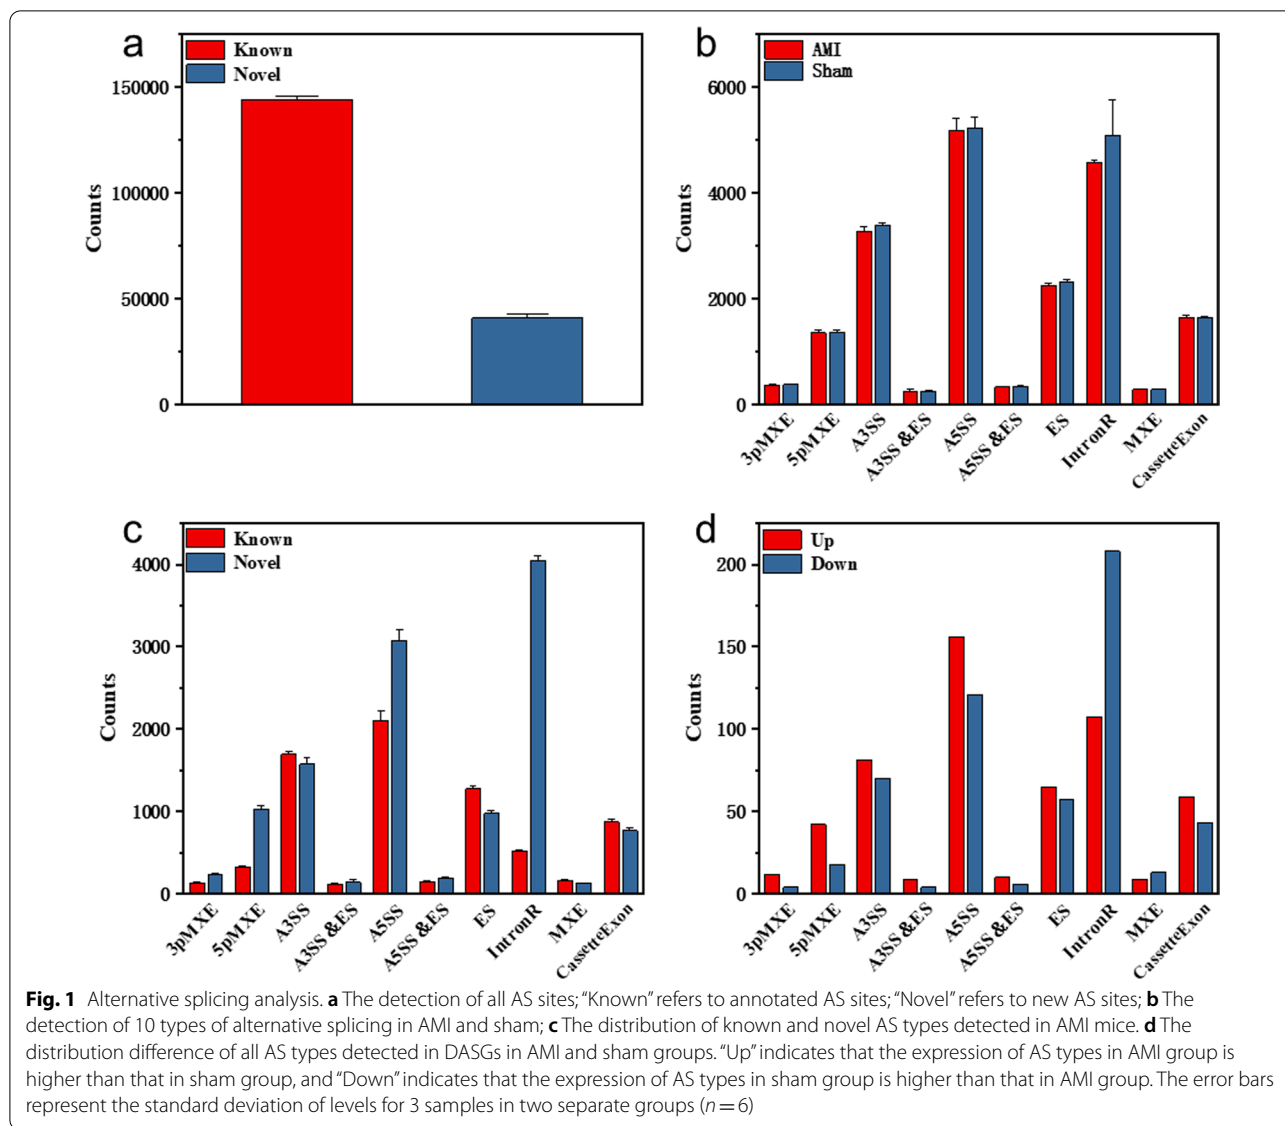 a
Known
Novel
150000
100000
50000
0
Counts
b
AMI
Sham
6000
4000
2000
0
Counts
3pMXE
5pMXE
A3SS
A3SS &ES
A5SS
A5SS &ES
ES
IntronR
MXE
CassetteExon
c
Known
Novel
4000
3000
2000
1000
0
Counts
3pMXE
5pMXE
A3SS
A3SS &ES
A5SS
A5SS &ES
ES
IntronR
MXE
CassetteExon
d
Up
Down
200
150
100
50
0
Counts
3pMXE
5pMXE
A3SS
A3SS &ES
A5SS
A5SS &ES
ES
IntronR
MXE
CassetteExon
Fig. 1 Alternative splicing analysis. a The detection of all AS sites; “Known” refers to annotated AS sites; “Novel” refers to new AS sites; b The
detection of 10 types of alternative splicing in AMI and sham; c The distribution of known and novel AS types detected in AMI mice. d The
distribution difference of all AS types detected in DASGs in AMI and sham groups. “Up” indicates that the expression of AS types in AMI group is
higher than that in sham group, and “Down” indicates that the expression of AS types in sham group is higher than that in AMI group. The error bars
represent the standard deviation of levels for 3 samples in two separate groups (n = 6)